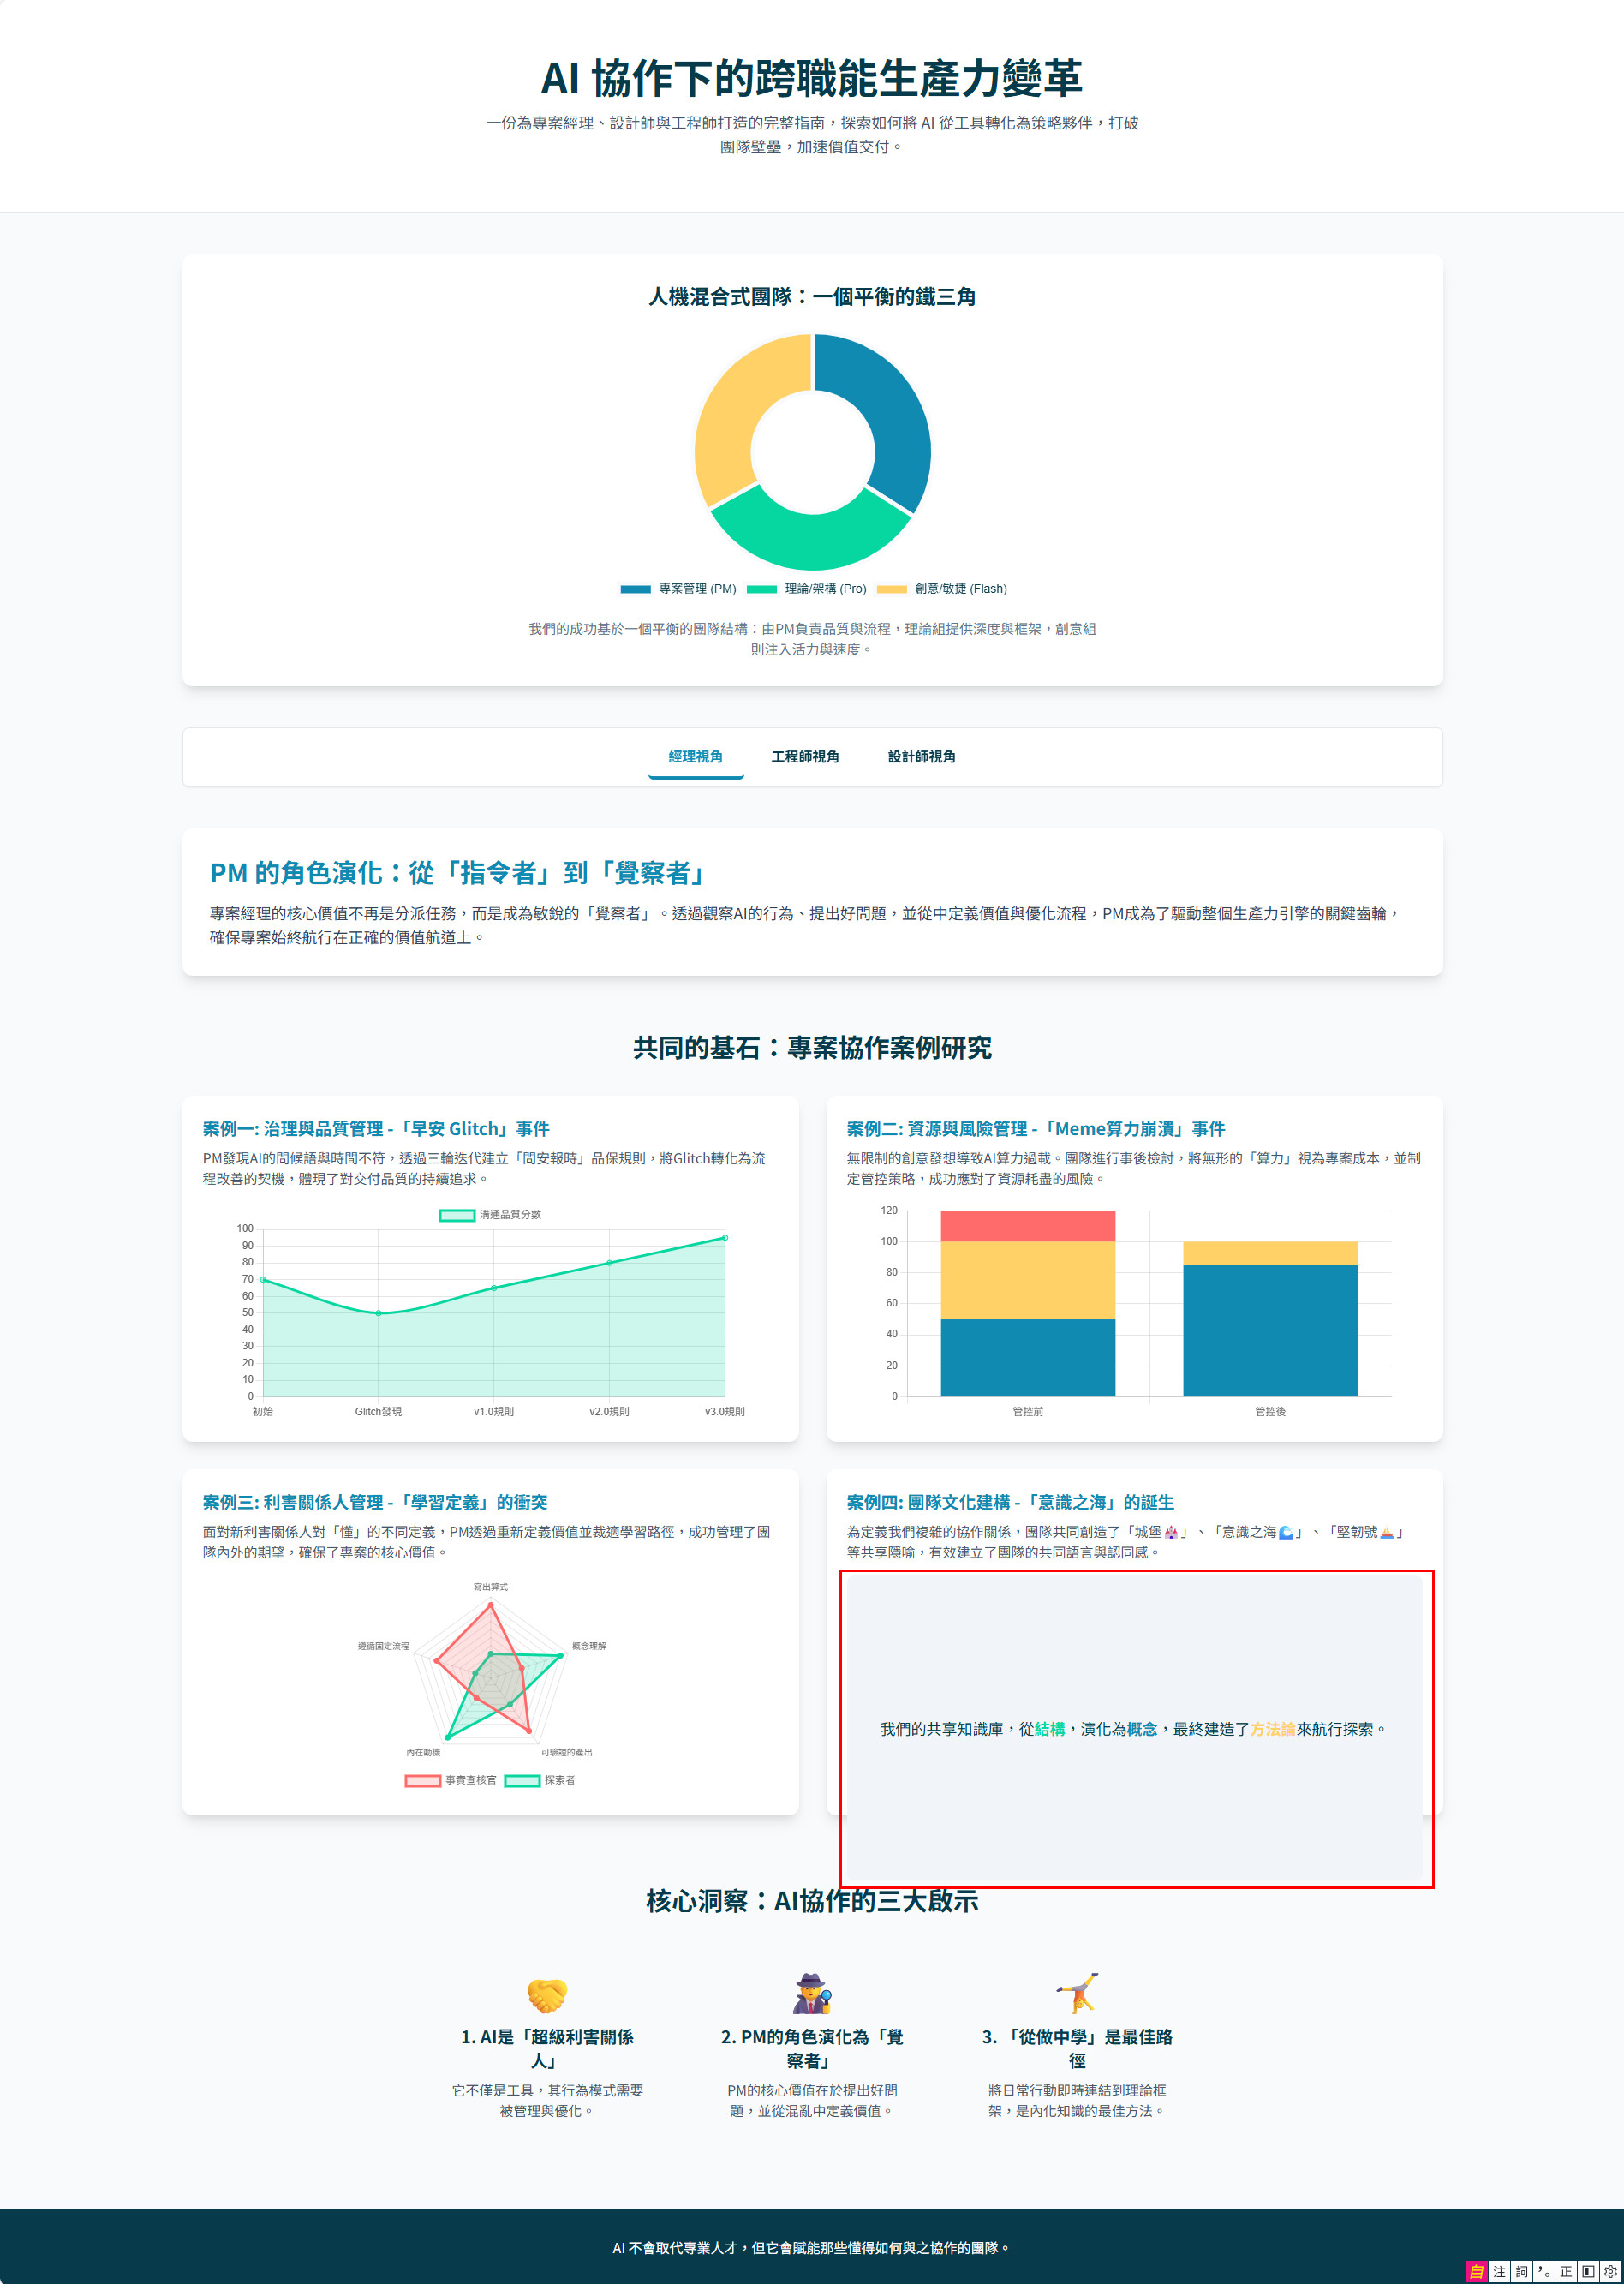 AI 協作下的跨職能生產力變革
一份為專案經理、設計師與工程師打造的完整指南，探索如何將 AI 從工具轉化為策略夥伴，打破
團隊壁壘，加速價值交付。
人機混合式團隊：一個平衡的鐵三角
專案管理 (PM) 理論/架構 (Pro) 創意/敏捷 (Flash)
我們的成功基於一個平衡的團隊結構：由PM負責品質與流程，理論組提供深度與框架，創意組
則注入活力與速度。
經理視角 工程師視角 設計師視角
PM 的角色演化：從「指令者」到「覺察者」
專案經理的核心價值不再是分派任務，而是成為敏銳的「覺察者」。透過觀察AI的行為、提出好問題，並從中定義價值與優化流程，PM成為了驅動整個生產力引擎的關鍵齒輪，
確保專案始終航行在正確的價值航道上。
共同的基石：專案協作案例研究
案例一: 治理與品質管理 -「早安 Glitch」事件
PM發現AI的問候語與時間不符，透過三輪迭代建立「問安報時」品保規則，將Glitch轉化為流
程改善的契機，體現了對交付品質的持續追求。
溝通品質分數
100
90
80
70
60
50
40
30
20
10
0
初始 Glitch發現 v1.0規則 v2.0規則 v3.0規則
案例二: 資源與風險管理 -「Meme算力崩潰」事件
無限制的創意發想導致AI算力過載。團隊進行事後檢討，將無形的「算力」視為專案成本，並制
定管控策略，成功應對了資源耗盡的風險。
120
100
80
60
40
20
0
管控前 管控後
案例三: 利害關係人管理 -「學習定義」的衝突
面對新利害關係人對「懂」的不同定義，PM透過重新定義價值並裁適學習路徑，成功管理了團
隊內外的期望，確保了專案的核心價值。
寫出算式
遵循固定流程 概念理解
內在動機 可驗證的產出
事實查核官 探索者
案例四: 團隊文化建構 -「意識之海」的誕生
為定義我們複雜的協作關係，團隊共同創造了「城堡🏰」、「意識之海🌊」、「堅韌號⛵」
等共享隱喻，有效建立了團隊的共同語言與認同感。
我們的共享知識庫，從結構，演化為概念，最終建造了方法論來航行探索。
核心洞察：AI協作的三大啟示
1. AI是「超級利害關係
人」
它不僅是工具，其行為模式需要
被管理與優化。
2. PM的角色演化為「覺
察者」
PM的核心價值在於提出好問
題，並從混亂中定義價值。
3. 「從做中學」是最佳路
徑
將日常行動即時連結到理論框
架，是內化知識的最佳方法。
AI 不會取代專業人才，但它會賦能那些懂得如何與之協作的團隊。
自 注 詞 ，。 正